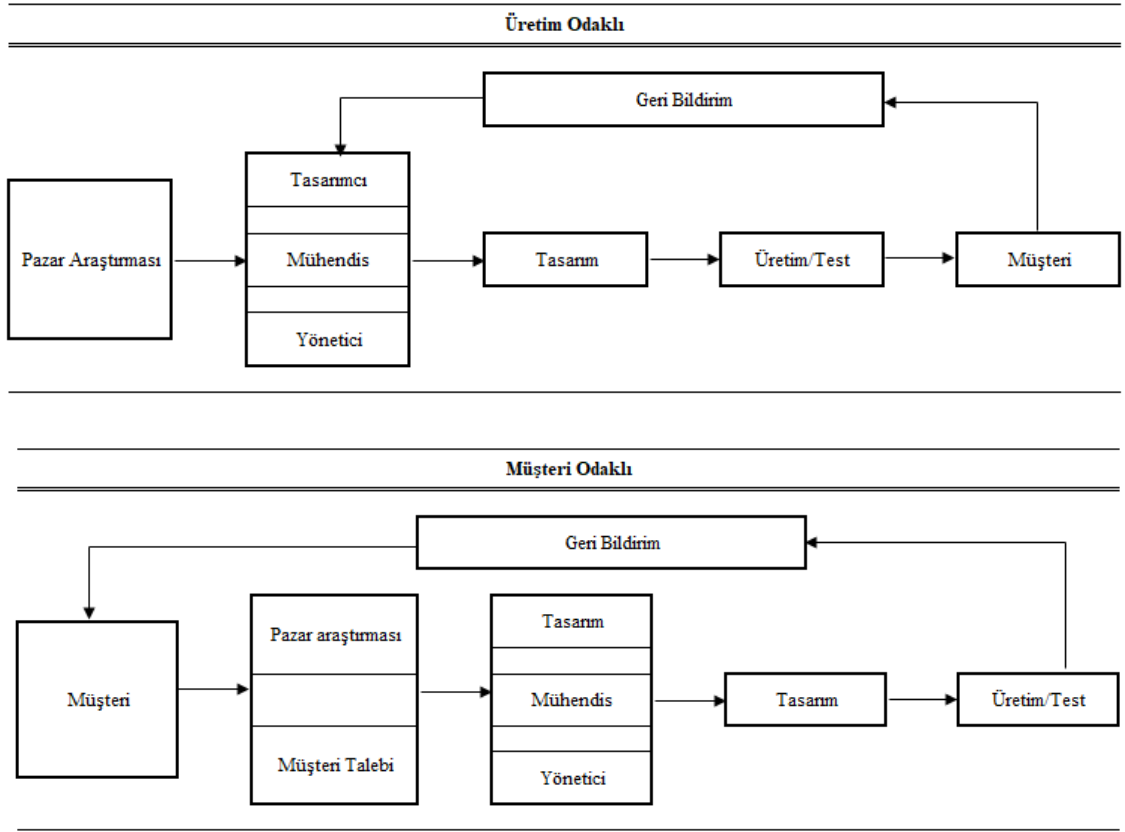 Üretim Odaklı
Geri Bildirim
Tasarımcı
Pazar Araştırması
Mühendis
Tasarım
Üretim/Test
Müşteri
Yönetici
Müşteri Odaklı
Geri Bildirim
Müşteri
Pazar araştırması
Müşteri Talebi
Tasarım
Mühendis
Yönetici
Tasarım
Üretim/Test